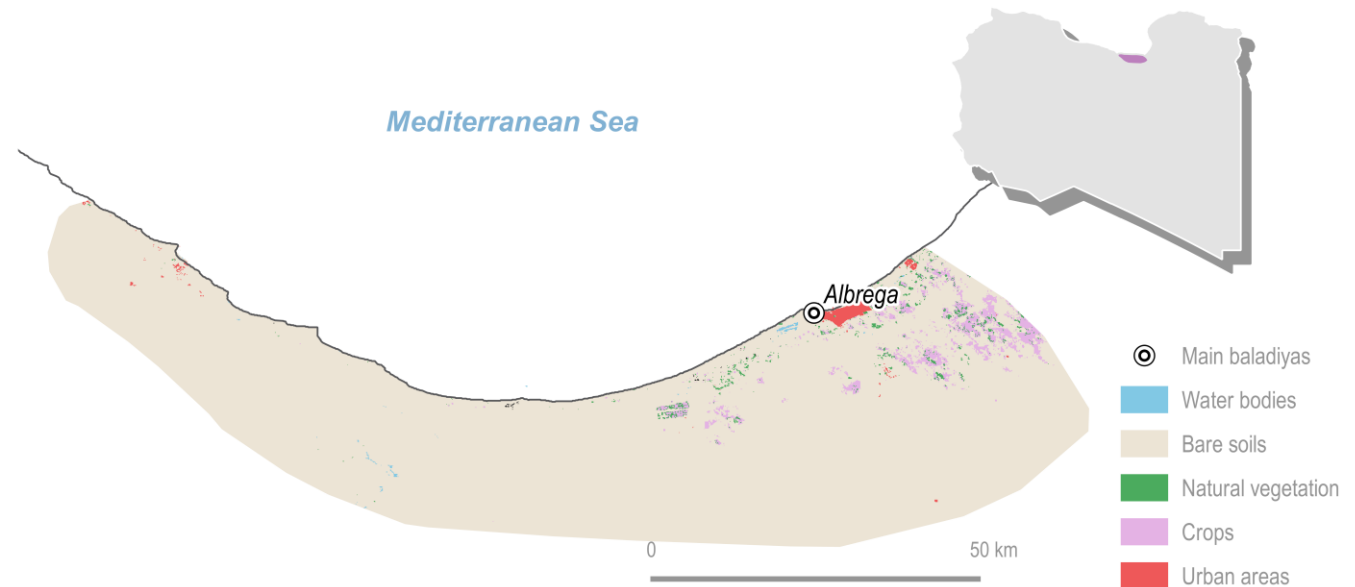 Mediterranean Sea
Albrega
Main baladiyas
Water bodies
Bare soils
Natural vegetation
Crops
Urban areas
0 50 km